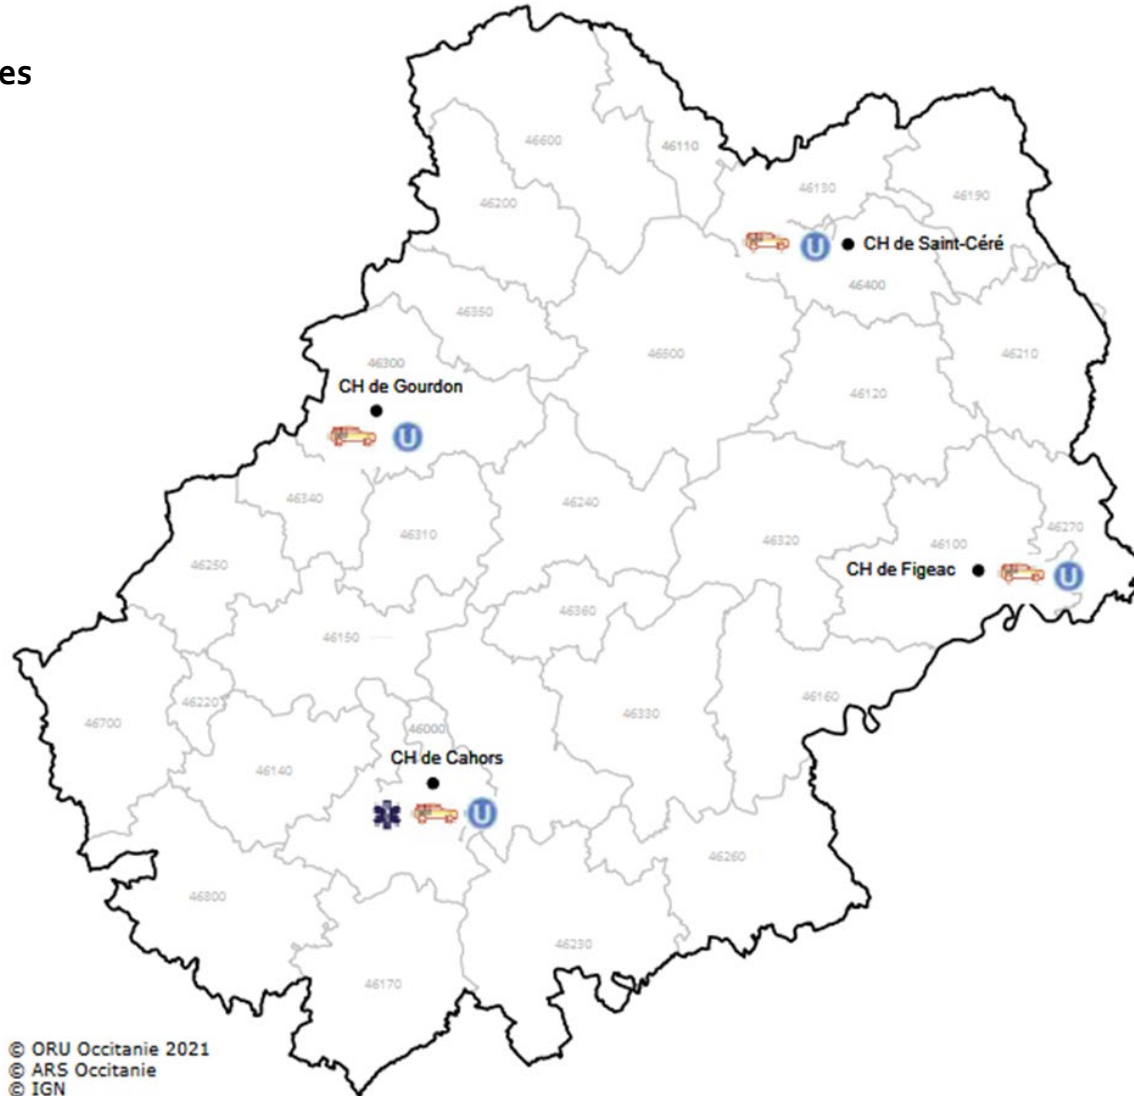 es
46600
46110
46130
46190
46200
U
CH de Saint-Céré
46400
46350
46500
46210
46300
46120
CH de Gourdon
U
46340
46240
46310
46320
46270
46250
46100
CH de Figeac
U
46360
46150
46220
46160
46700
46330
46000
CH de Cahors
46140
U
46260
46800
46230
46170
© ORU Occitanie 2021
© ARS Occitanie
© IGN